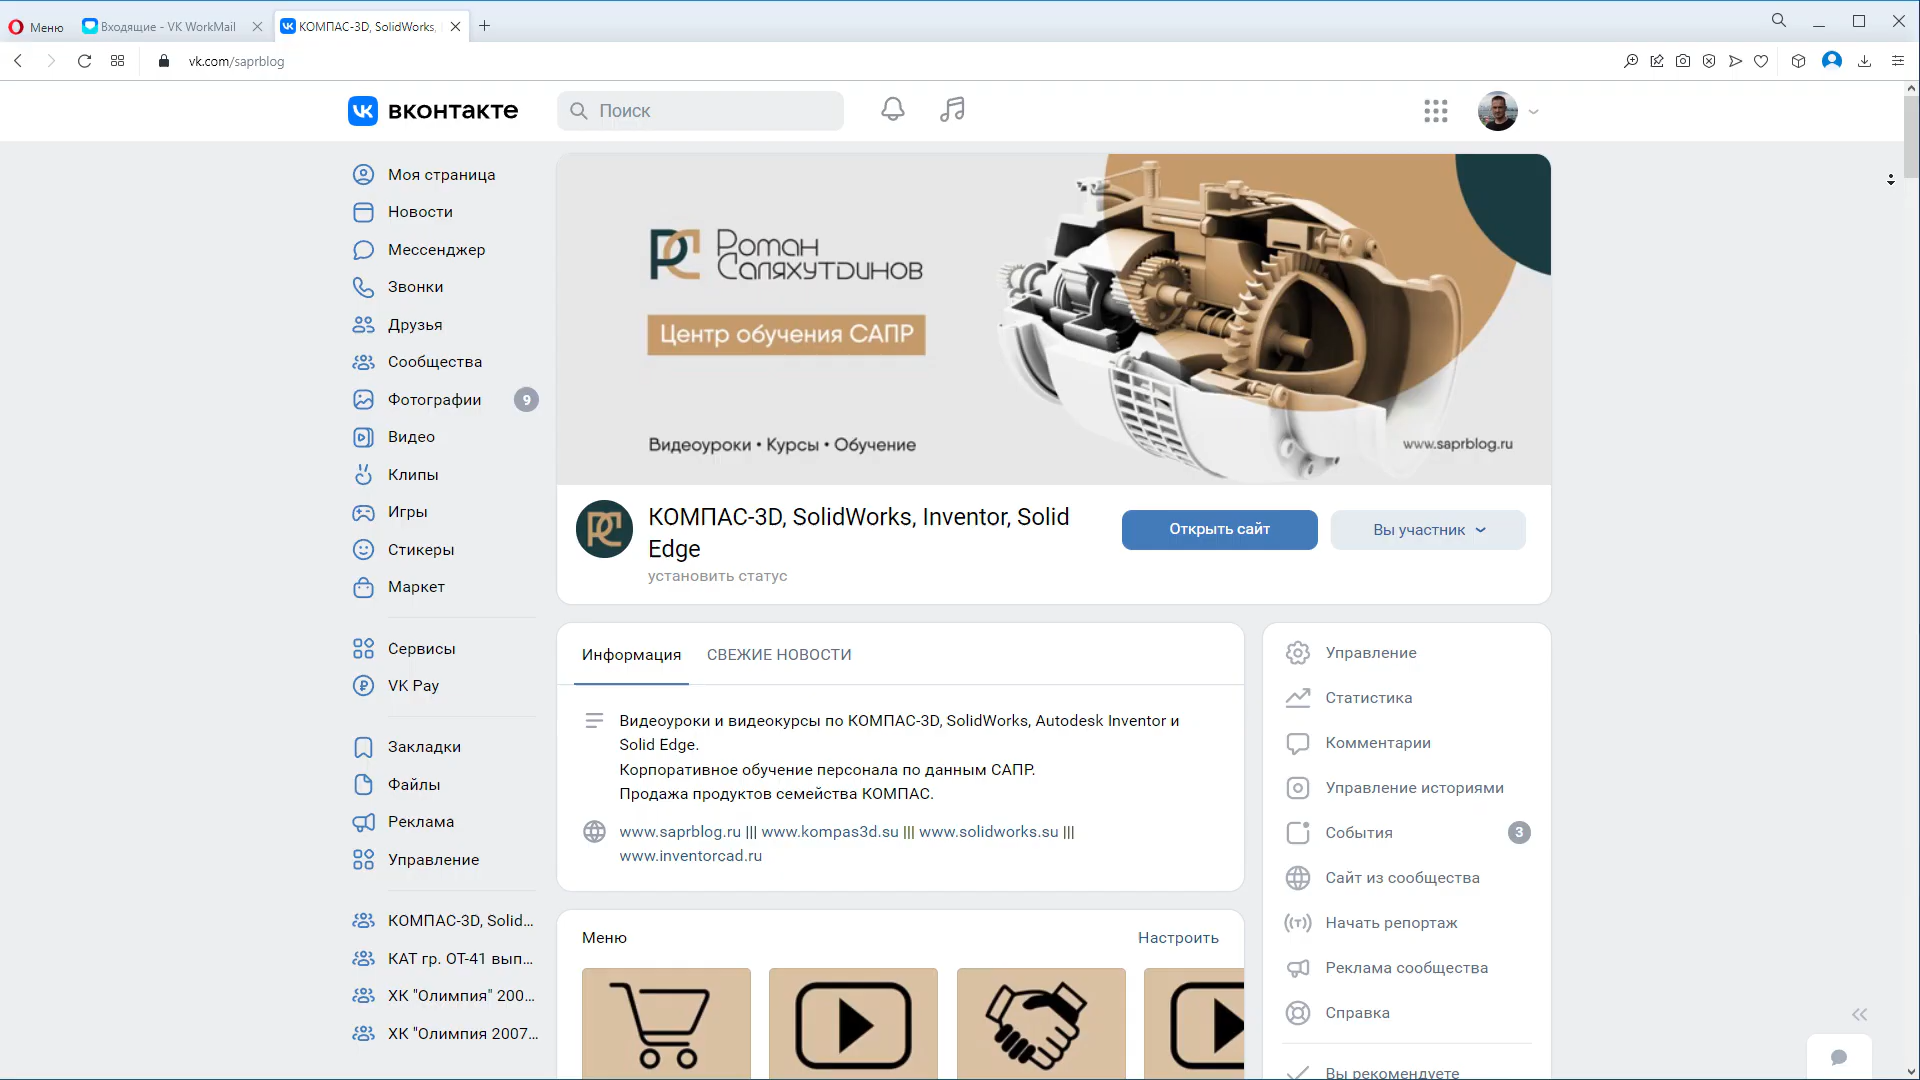 Меню
Входящие - VK WorkMail
КОМПАС-3D, SolidWorks,
vk.com/saprblog
вконтакте
Поиск
Моя страница
Новости
Мессенджер
Звонки
Друзья
Сообщества
Фотографии
9
Видео
Клипы
Игры
Стикеры
Маркет
Сервисы
VK Pay
Закладки
Файлы
Реклама
Управление
КОМПАС-3D, Solid...
КАТ гр. ОТ-41 вып...
ХК "Олимпия" 200...
ХК "Олимпия 2007...
Роман
Саляхутдинов
Центр обучения САПР
Видеоуроки • Курсы • Обучение
www.saprblog.ru
КОМПАС-3D, SolidWorks, Inventor, Solid
Edge
установить статус
Открыть сайт
Вы участник
Информация
СВЕЖИЕ НОВОСТИ
Видеоуроки и видеокурсы по КОМПАС-3D, SolidWorks, Autodesk Inventor и
Solid Edge.
Корпоративное обучение персонала по данным САПР.
Продажа продуктов семейства КОМПАС.
www.saprblog.ru ||| www.kompas3d.su ||| www.solidworks.su |||
www.inventorcad.ru
Меню
Настроить
Управление
Статистика
Комментарии
Управление историями
События
3
Сайт из сообщества
Начать репортаж
Реклама сообщества
Справка
Вы рекомендуете